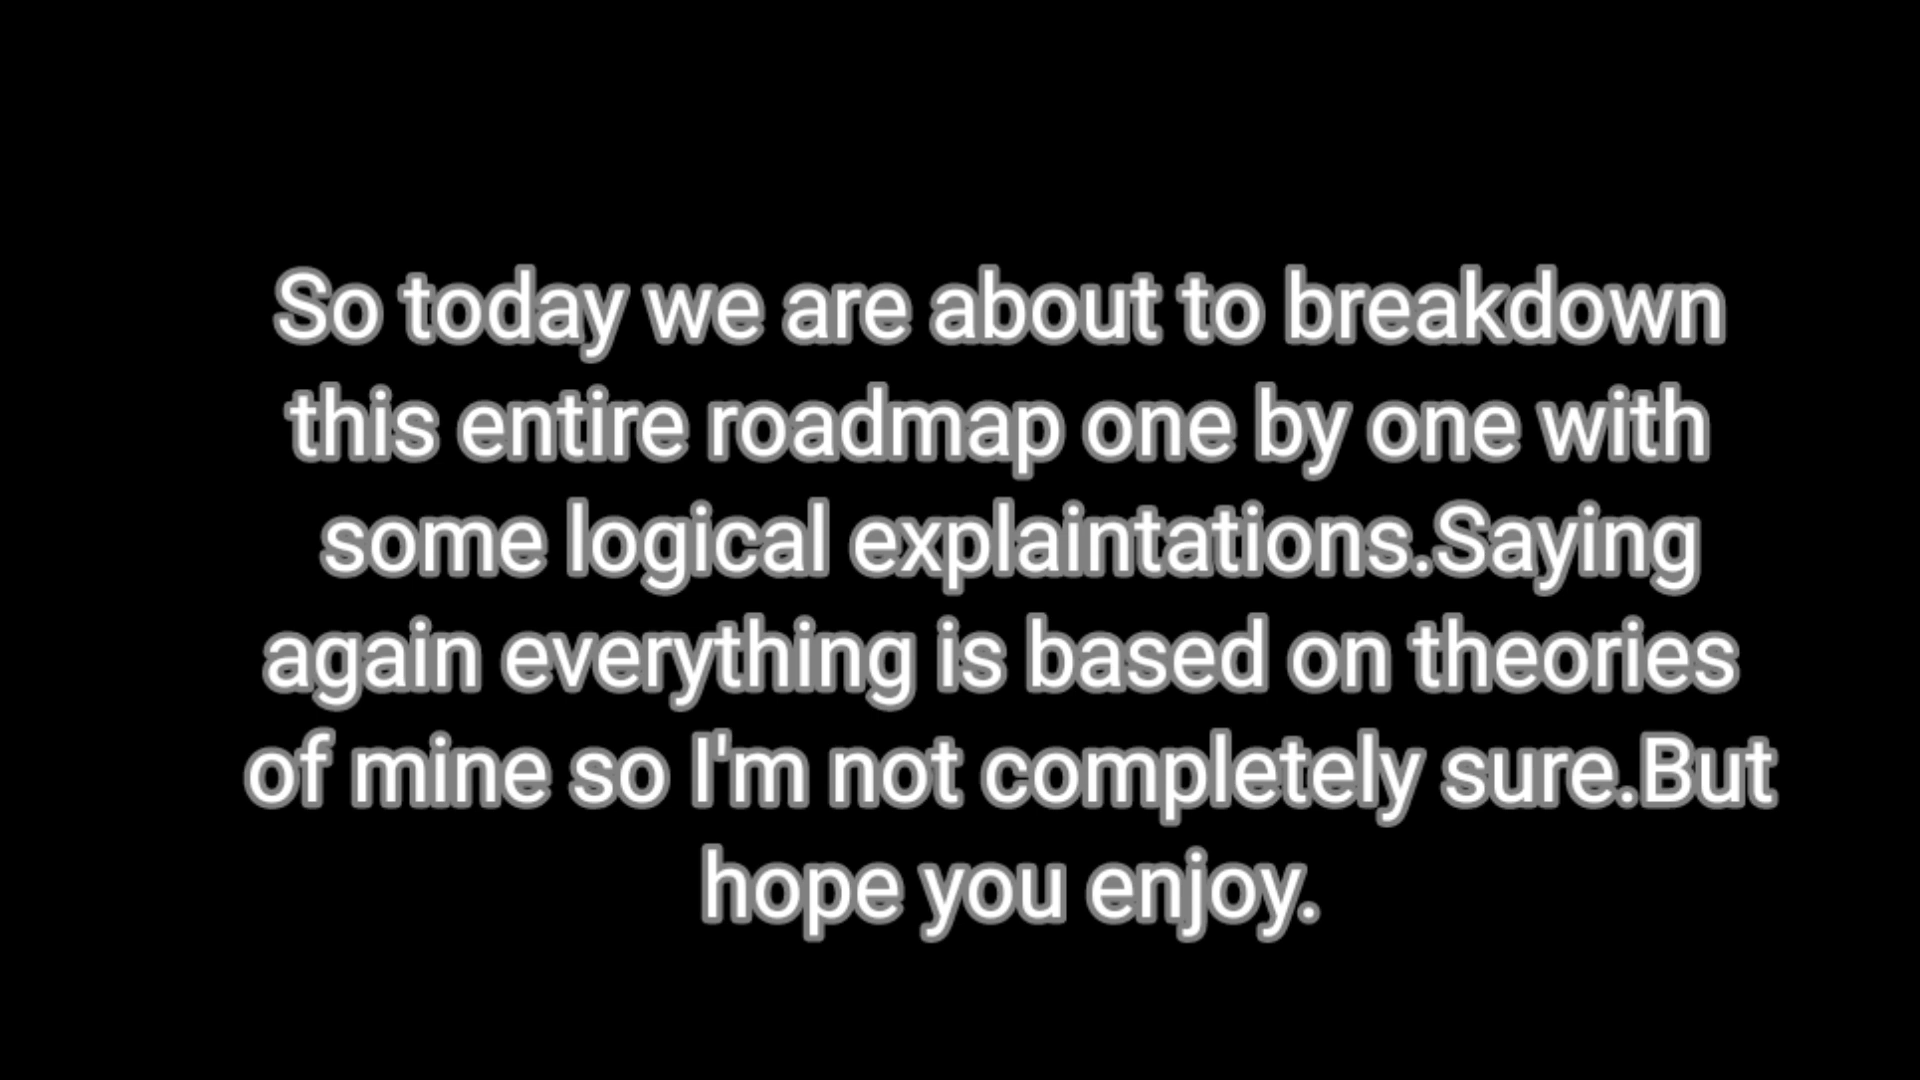 So today we are about to breakdown
this entire roadmap one by one with
some logical explaintations.Saying
again everything is based on theories
of mine so I'm not completely sure.But
hope you enjoy.